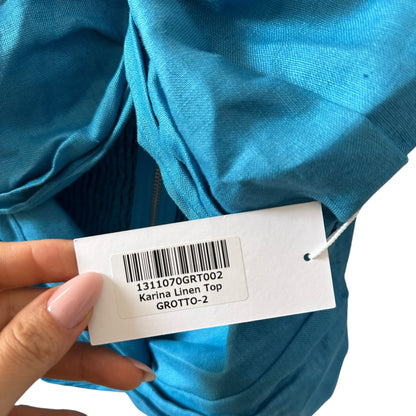 1311070GRT002
Karina Linen Top
GROTTO-2